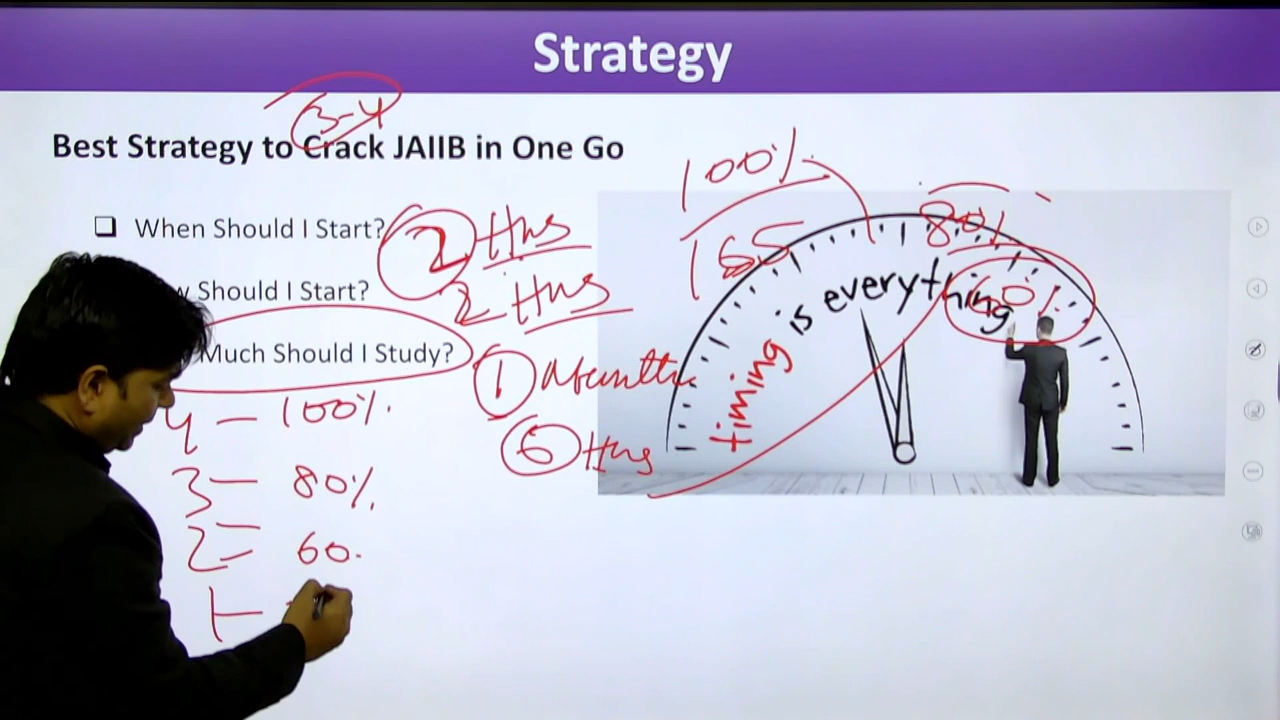 Strategy
3-4
Best Strategy to Crack JAIIB in One Go
When Should I Start?
Should I Start?
Much Should I Study?
2 Hrs
2 Hrs
1
6 Hrs
4 - 100%.
3 - 80%.
2 - 60.
1 -
100%
80%
timing is everything